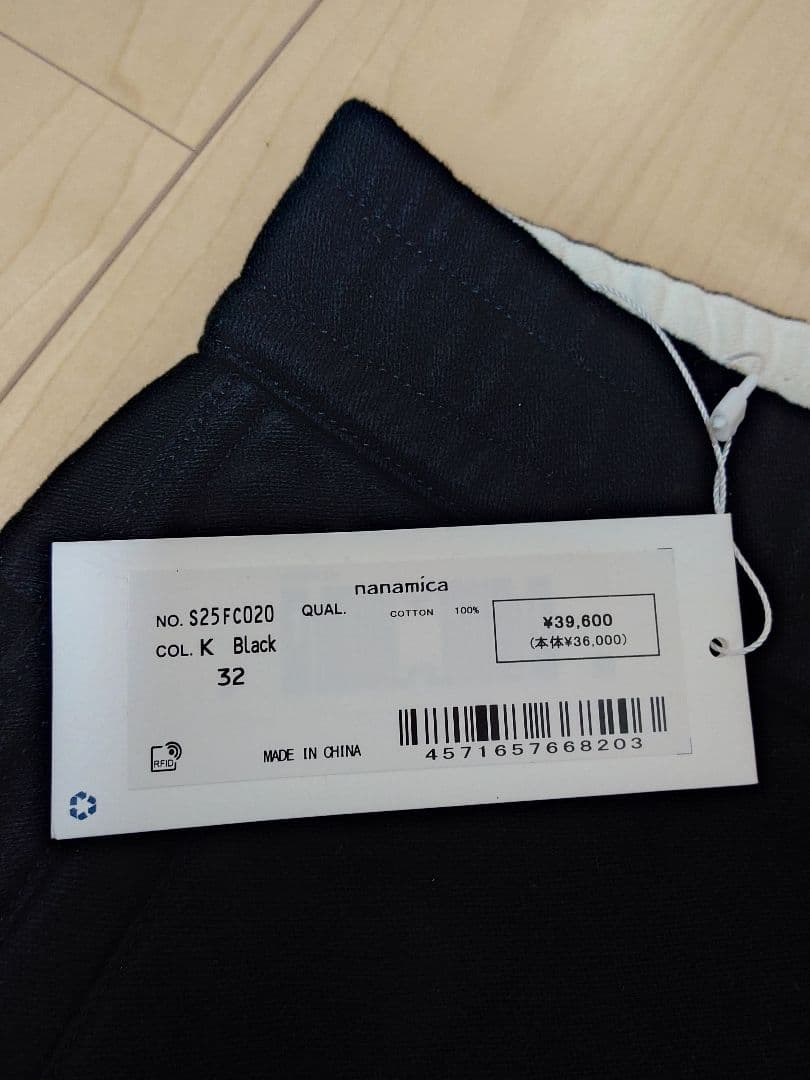 nanamica
NO. S25FC020 QUAL. COTTON 100%
COL. K Black
32
¥39,600
(本体¥36,000)
RFID
MADE IN CHINA
4571657668203